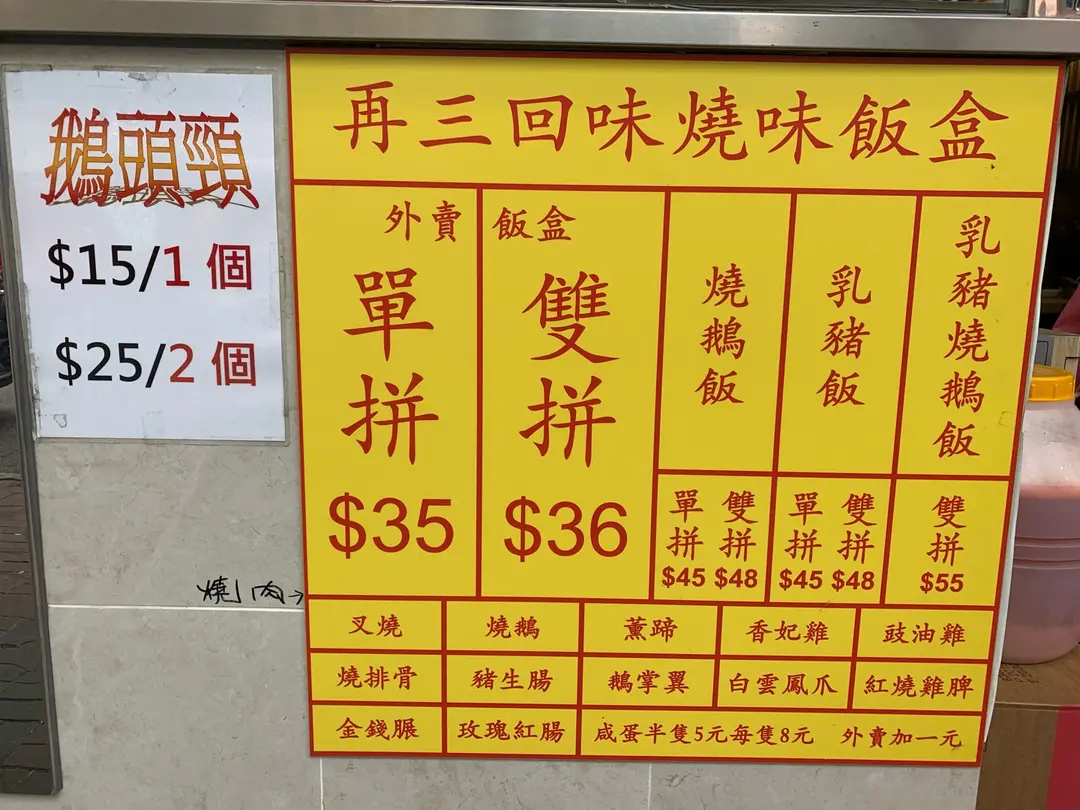 鵝頭頸
$15/1 個
$25/2 個
再三回味燒味飯盒
外賣 飯盒
單拼
$35
雙拼
$36
燒鵝飯
單拼 雙拼
$45 $48
乳豬飯
單拼 雙拼
$45 $48
乳豬燒鵝飯
雙拼
$55
燒肉→
叉燒 燒鵝 薰蹄 香妃雞 豉油雞
燒排骨 豬生腸 鵝掌翼 白雲鳳爪 紅燒雞脾
金錢脤 玫瑰紅腸 咸蛋半隻5元每隻8元 外賣加一元